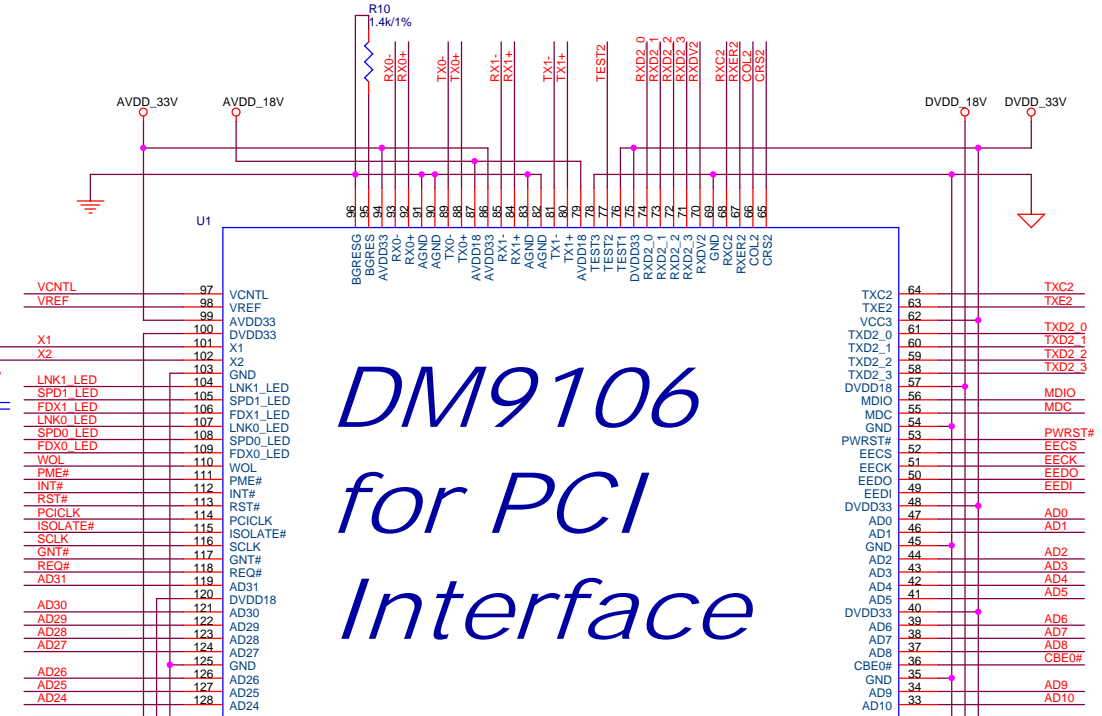 R10
1.4k/1%
RX0-
RX0+
TX0-
TX0+
RX1-
RX1+
TX1-
TX1+
TEST2
RXD2_0
RXD2_1
RXD2_2
RXD2_3
RXDV2
RXC2
RXER2
COL2
CRS2
AVDD_33V
AVDD_18V
DVDD_18V
DVDD_33V
U1
96
95
94
93
92
91
90
89
88
87
86
85
84
83
82
81
80
79
78
77
76
75
74
73
72
71
70
69
68
67
66
65
BGRESG
BGRES
AVDD33
RX0-
RX0+
AGND
AGND
TX0-
TX0+
AVDD18
AVDD33
RX1-
RX1+
AGND
AGND
TX1-
TX1+
AVDD18
TEST3
TEST2
TEST1
DVDD33
RXD2_0
RXD2_1
RXD2_2
RXD2_3
RXDV2
GND
RXC2
RXER2
COL2
CRS2
VCNTL 97 VCNTL
VREF 98 VREF
99 AVDD33
100 DVDD33
X1 101 X1
X2 102 X2
103 GND
LNK1_LED 104 LNK1_LED
SPD1_LED 105 SPD1_LED
FDX1_LED 106 FDX1_LED
LNK0_LED 107 LNK0_LED
SPD0_LED 108 SPD0_LED
FDX0_LED 109 FDX0_LED
WOL 110 WOL
PME# 111 PME#
INT# 112 INT#
RST# 113 RST#
PCICLK 114 PCICLK
ISOLATE# 115 ISOLATE#
SCLK 116 SCLK
GNT# 117 GNT#
REQ# 118 REQ#
AD31 119 AD31
120 DVDD18
AD30 121 AD30
AD29 122 AD29
AD28 123 AD28
AD27 124 AD27
125 GND
AD26 126 AD26
AD25 127 AD25
AD24 128 AD24
DM9106
for PCI
Interface
TXC2 64 TXC2
TXE2 63 TXE2
VCC3 62
TXD2_0 61 TXD2_0
TXD2_1 60 TXD2_1
TXD2_2 59 TXD2_2
TXD2_3 58 TXD2_3
DVDD18 57
MDIO 56 MDIO
MDC 55 MDC
GND 54
PWRST# 53 PWRST#
EECS 52 EECS
EECK 51 EECK
EEDO 50 EEDO
EEDI 49 EEDI
DVDD33 48
AD0 47 AD0
AD1 46 AD1
GND 45
AD2 44 AD2
AD3 43 AD3
AD4 42 AD4
AD5 41 AD5
DVDD33 40
AD6 39 AD6
AD7 38 AD7
AD8 37 AD8
CBE0# 36 CBE0#
GND 35
AD9 34 AD9
AD10 33 AD10